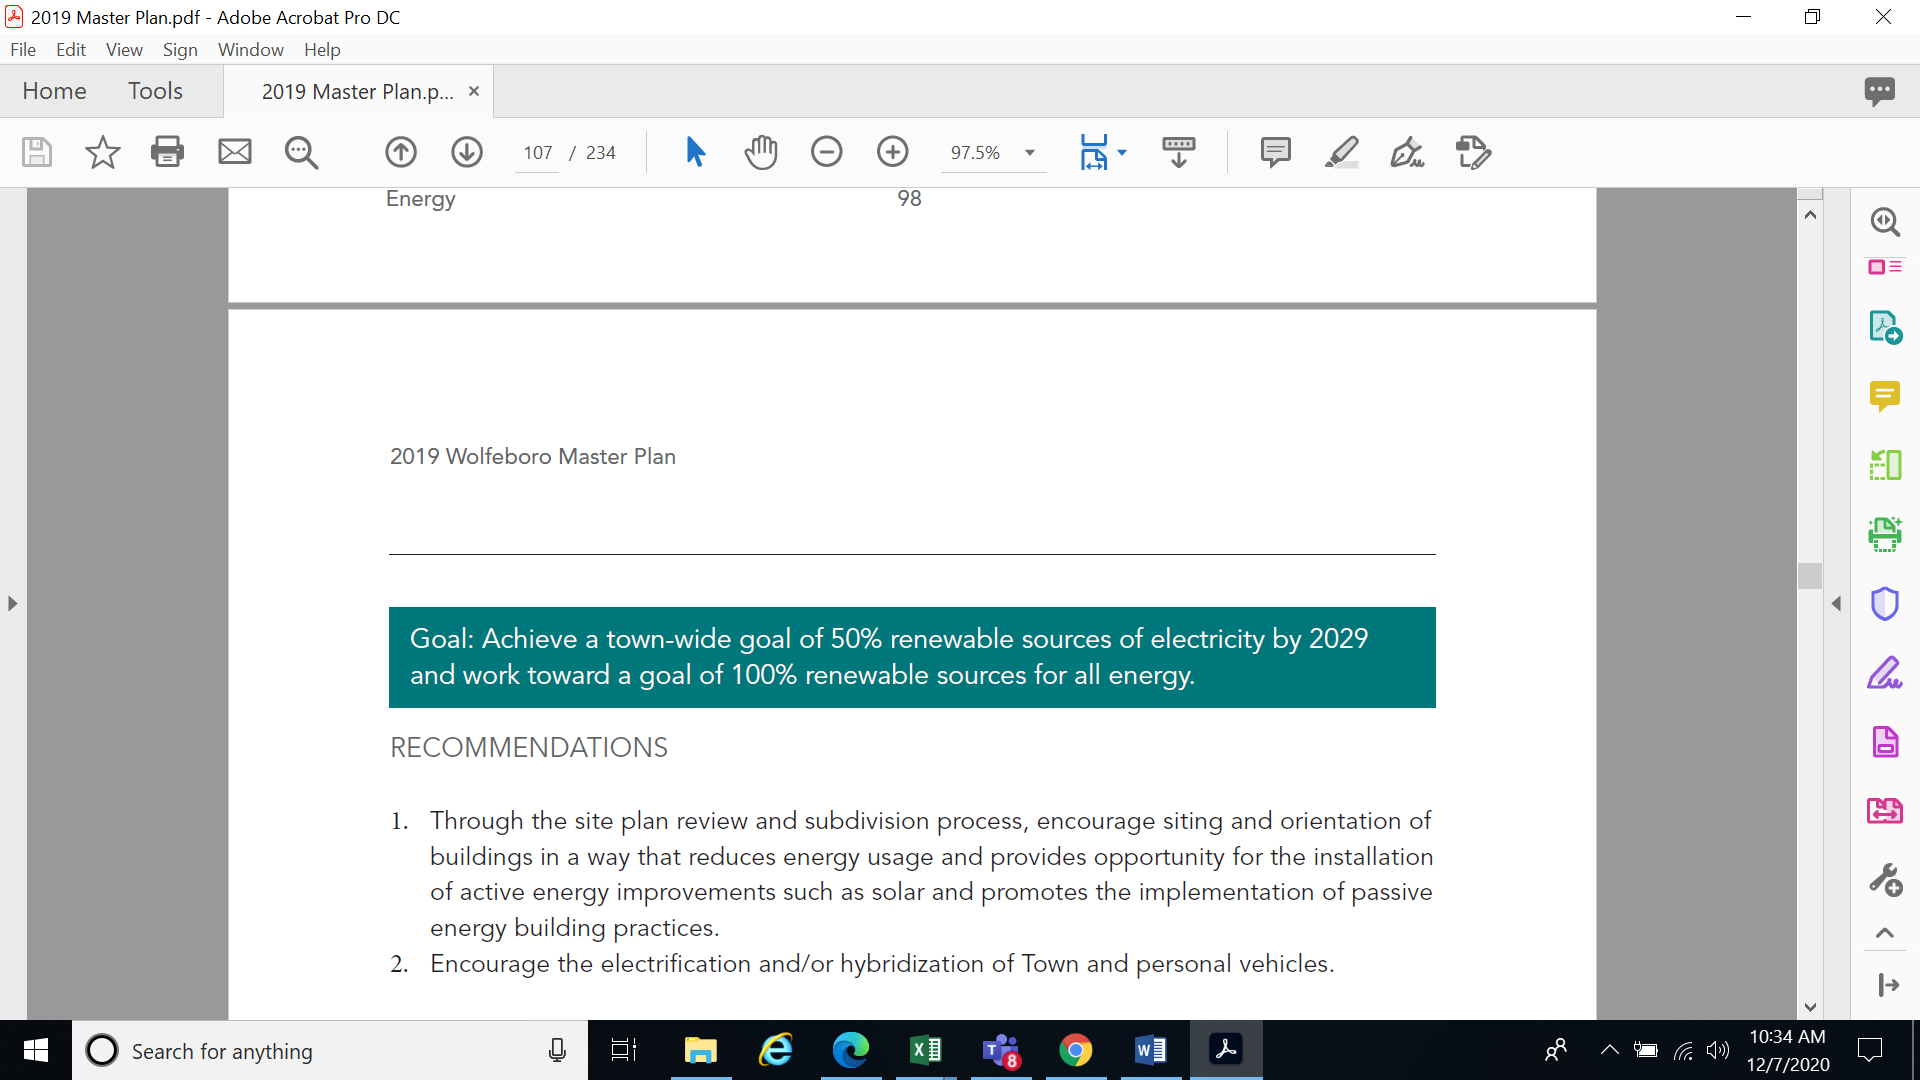 2019 Master Plan.pdf - Adobe Acrobat Pro DC
File Edit View Sign Window Help
Home Tools 2019 Master Plan.p... ×
107 / 234 97.5%
Energy 98
2019 Wolfeboro Master Plan
Goal: Achieve a town-wide goal of 50% renewable sources of electricity by 2029
and work toward a goal of 100% renewable sources for all energy.
RECOMMENDATIONS
1. Through the site plan review and subdivision process, encourage siting and orientation of
buildings in a way that reduces energy usage and provides opportunity for the installation
of active energy improvements such as solar and promotes the implementation of passive
energy building practices.
2. Encourage the electrification and/or hybridization of Town and personal vehicles.
Search for anything
8
10:34 AM
12/7/2020